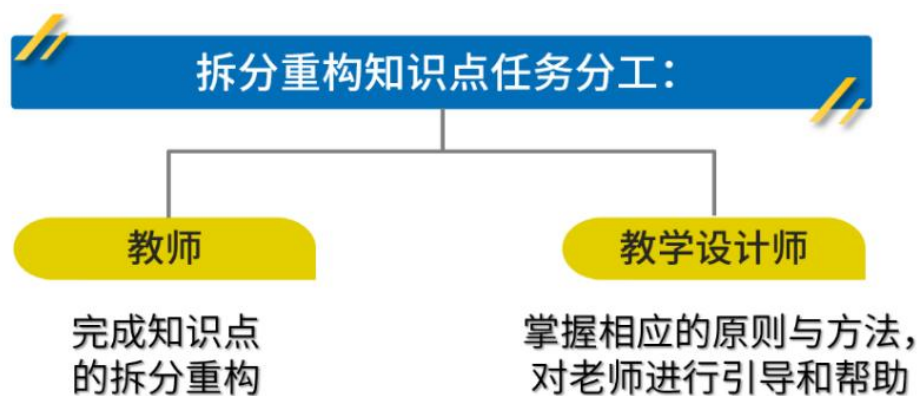 拆分重构知识点任务分工：
教师
教学设计师
完成知识点
的拆分重构
掌握相应的原则与方法，
对老师进行引导和帮助